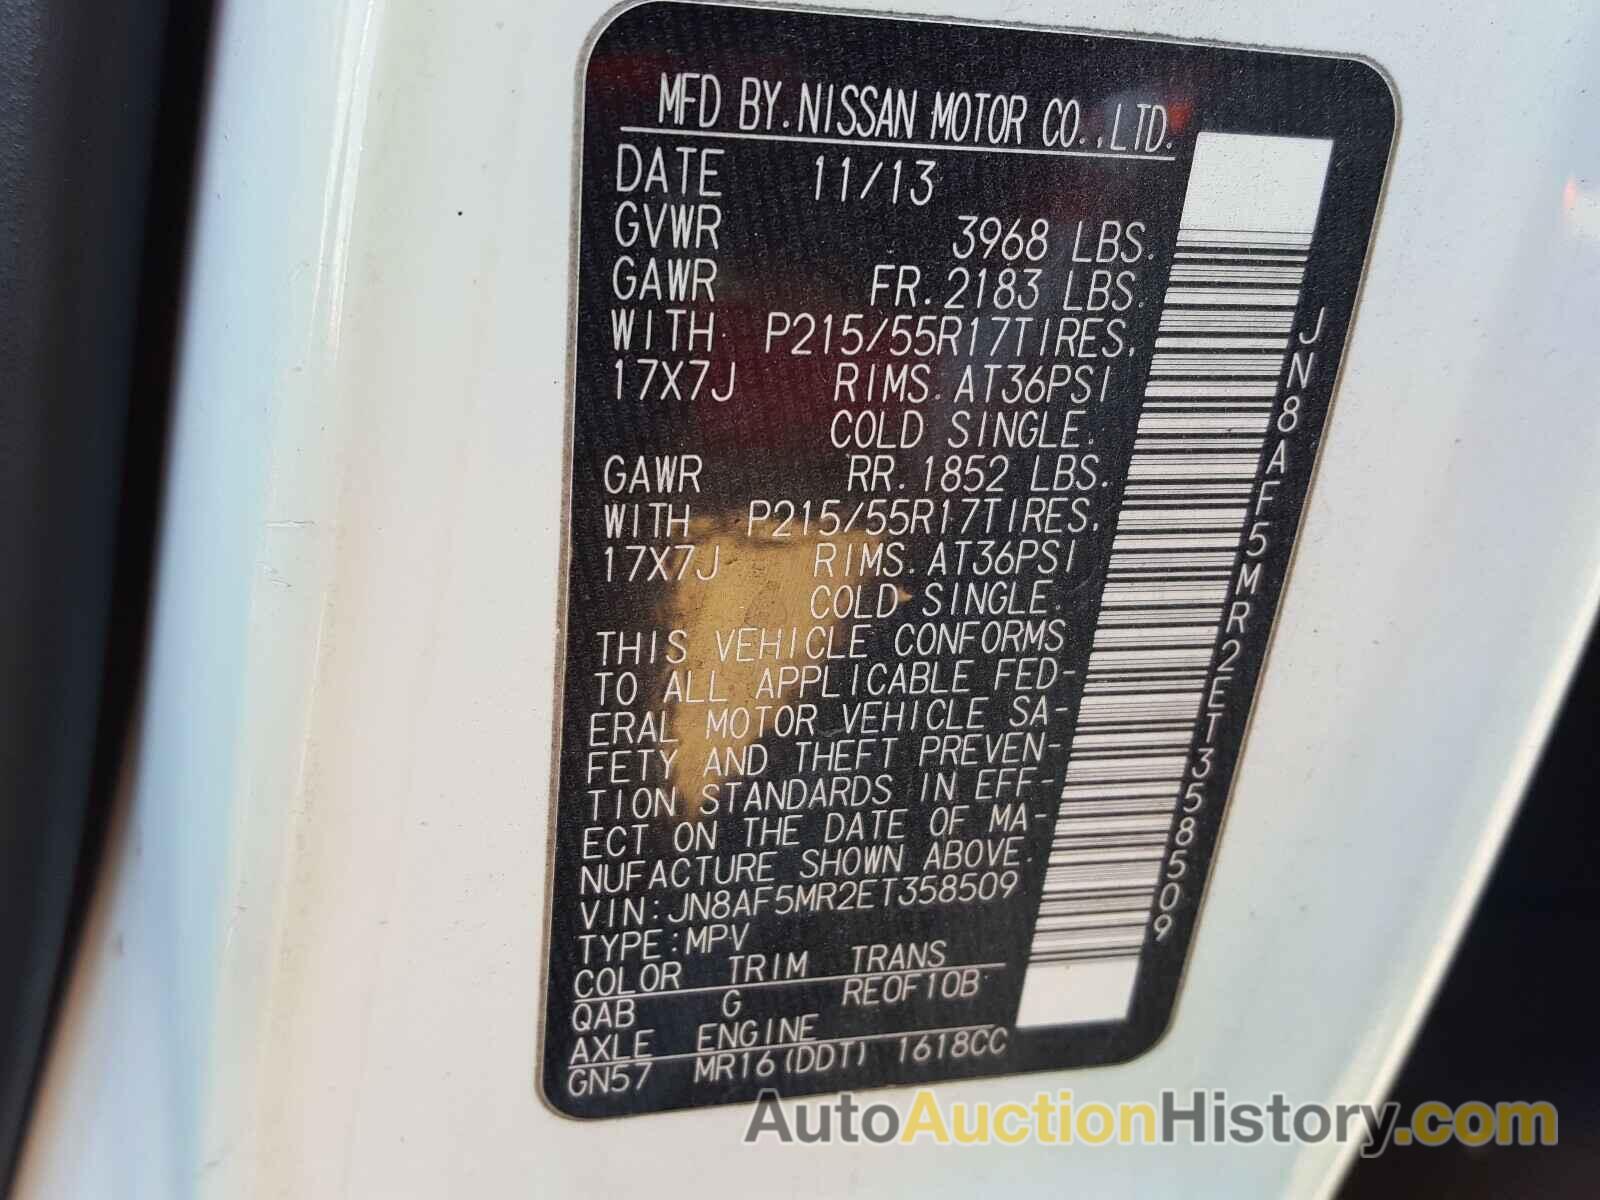 MFD BY.NISSAN MOTOR CO.,LTD.
DATE 11/13
GVWR 3968 LBS.
GAWR FR.2183 LBS.
WITH P215/55R17TIRES,
17X7J RIMS.AT36PSI
COLD SINGLE.
GAWR RR.1852 LBS.
WITH P215/55R17TIRES,
17X7J RIMS.AT36PSI
COLD SINGLE.
THIS VEHICLE CONFORMS
TO ALL APPLICABLE FED-
ERAL MOTOR VEHICLE SA-
FETY AND THEFT PREVEN-
TION STANDARDS IN EFF-
ECT ON THE DATE OF MA-
NUFACTURE SHOWN ABOVE.
VIN:JN8AF5MR2ET358509
TYPE:MPV
COLOR TRIM TRANS
QAB G RE0F10B
AXLE ENGINE
GN57 MR16(DDT) 1618CC
JN8AF5MR2ET358509
AutoAuctionHistory.com